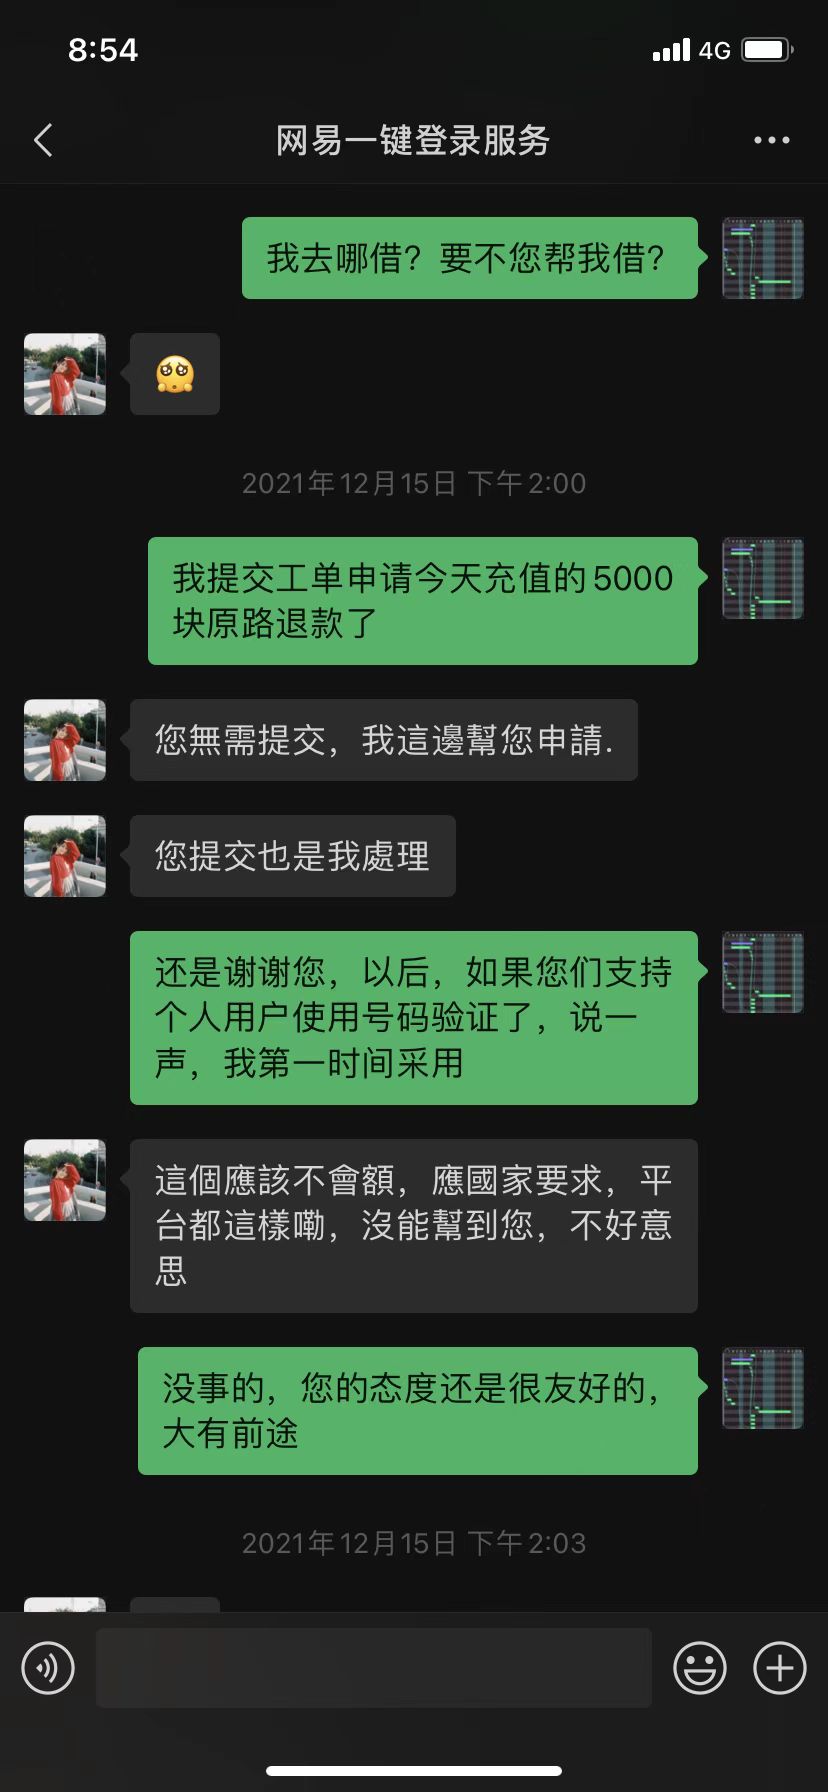 8:54
4G
网易一键登录服务
我去哪借？要不您帮我借？
2021年12月15日 下午2:00
我提交工单申请今天充值的5000
块原路退款了
您無需提交，我這邊幫您申請.
您提交也是我處理
还是谢谢您，以后，如果您们支持
个人用户使用号码验证了，说一
声，我第一时间采用
這個應該不會額，應國家要求，平
台都這樣嘞，沒能幫到您，不好意
思
没事的，您的态度还是很友好的，
大有前途
2021年12月15日 下午2:03